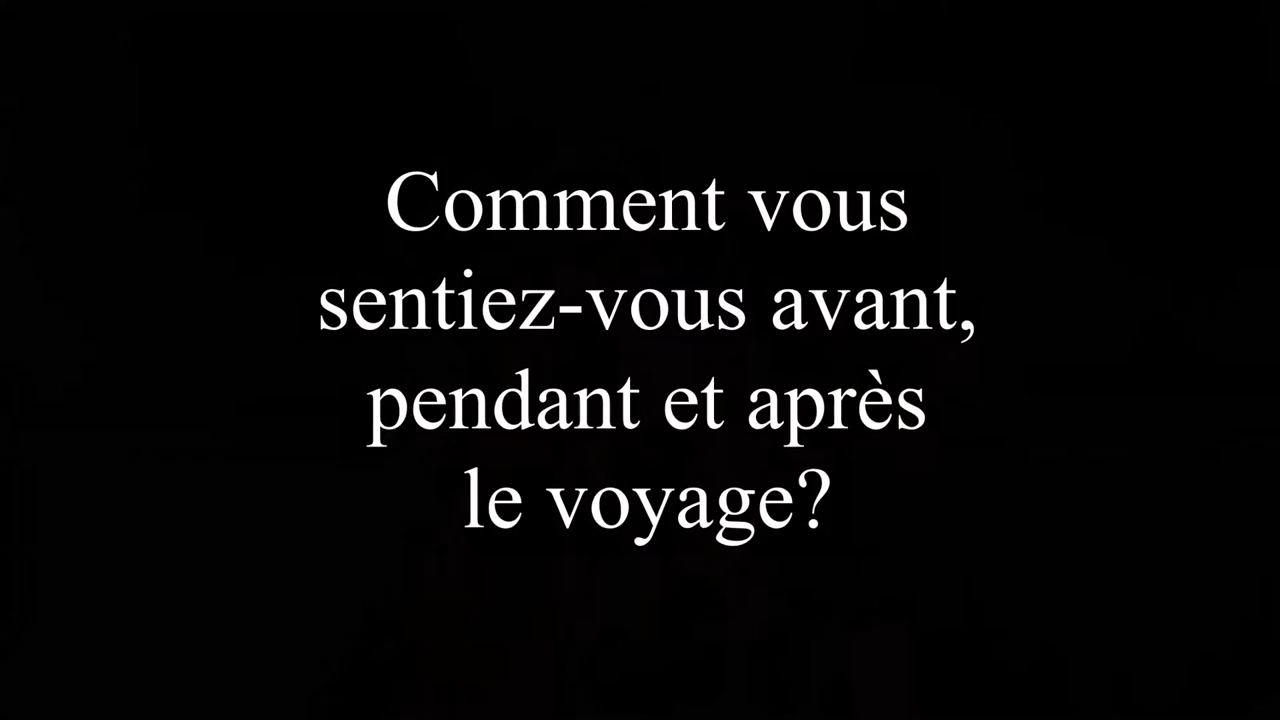 Comment vous
sentiez-vous avant,
pendant et après
le voyage?